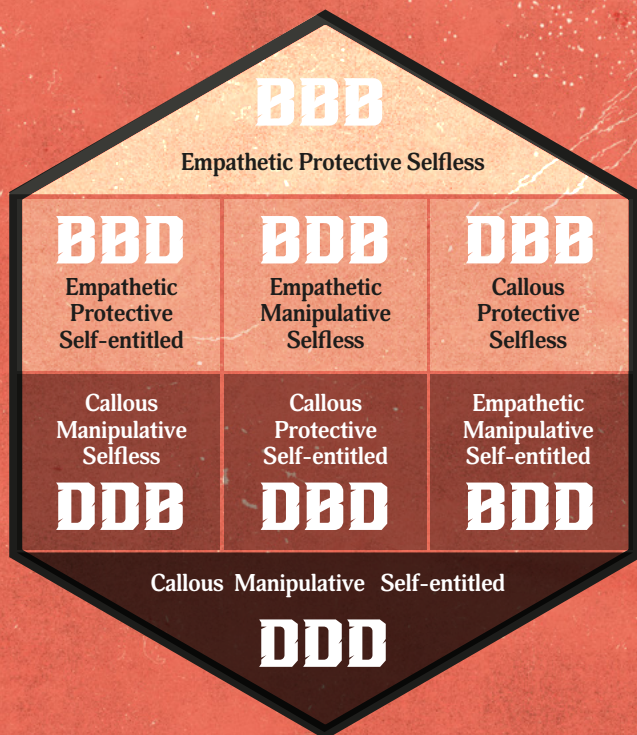 BBB
Empathetic Protective Selfless
BBD
Empathetic
Protective
Self-entitled
BDB
Empathetic
Manipulative
Selfless
DBB
Callous
Protective
Selfless
Callous
Manipulative
Selfless
DDB
Callous
Protective
Self-entitled
DBD
Empathetic
Manipulative
Self-entitled
BDD
Callous Manipulative Self-entitled
DDD